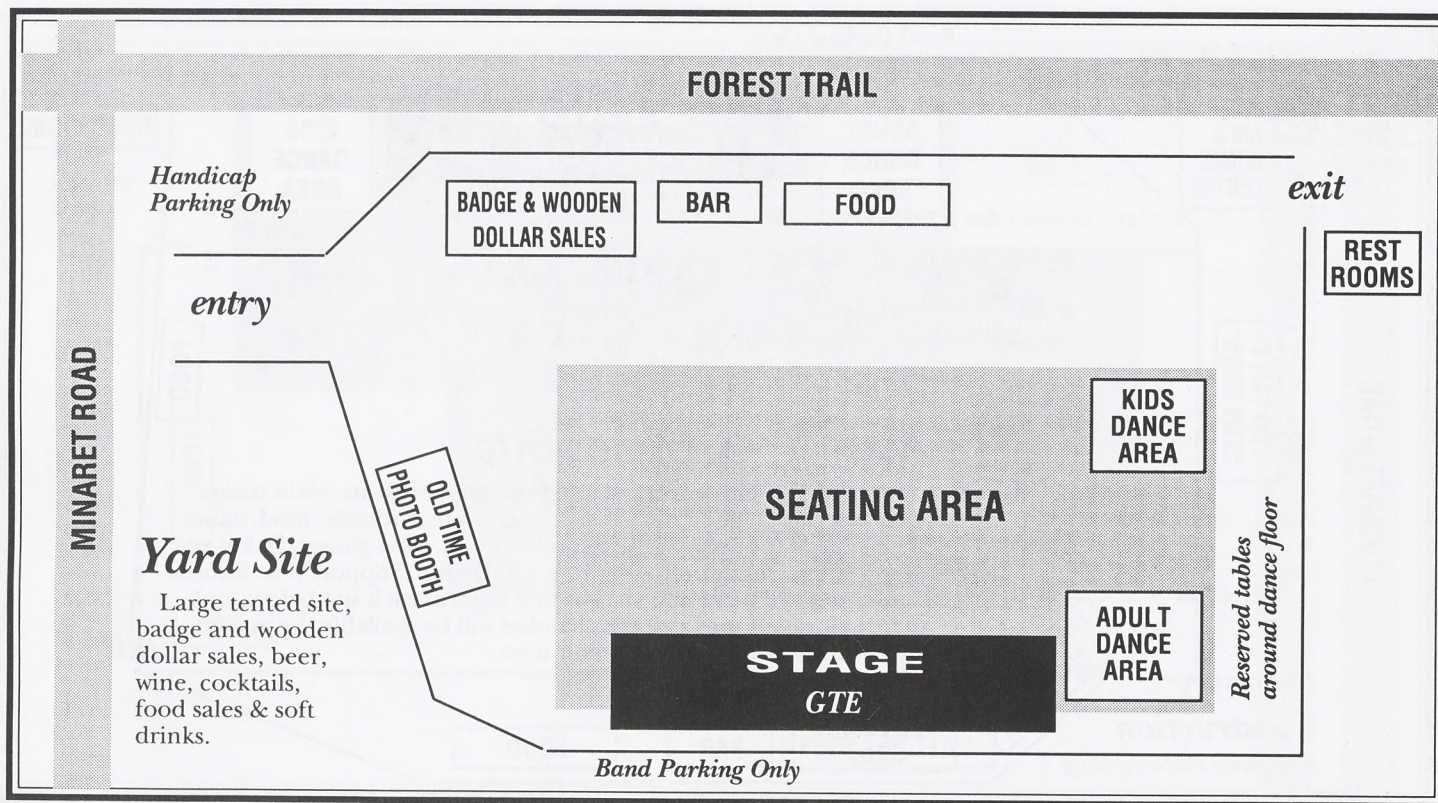 FOREST TRAIL
Handicap
Parking Only
BADGE & WOODEN
DOLLAR SALES
BAR
FOOD
exit
REST
ROOMS
entry
MINARET ROAD
KIDS
DANCE
AREA
SEATING AREA
OLD TIME
PHOTO BOOTH
Yard Site
Large tented site,
badge and wooden
dollar sales, beer,
wine, cocktails,
food sales & soft
drinks.
STAGE
GTE
ADULT
DANCE
AREA
Reserved tables
around dance floor
Band Parking Only